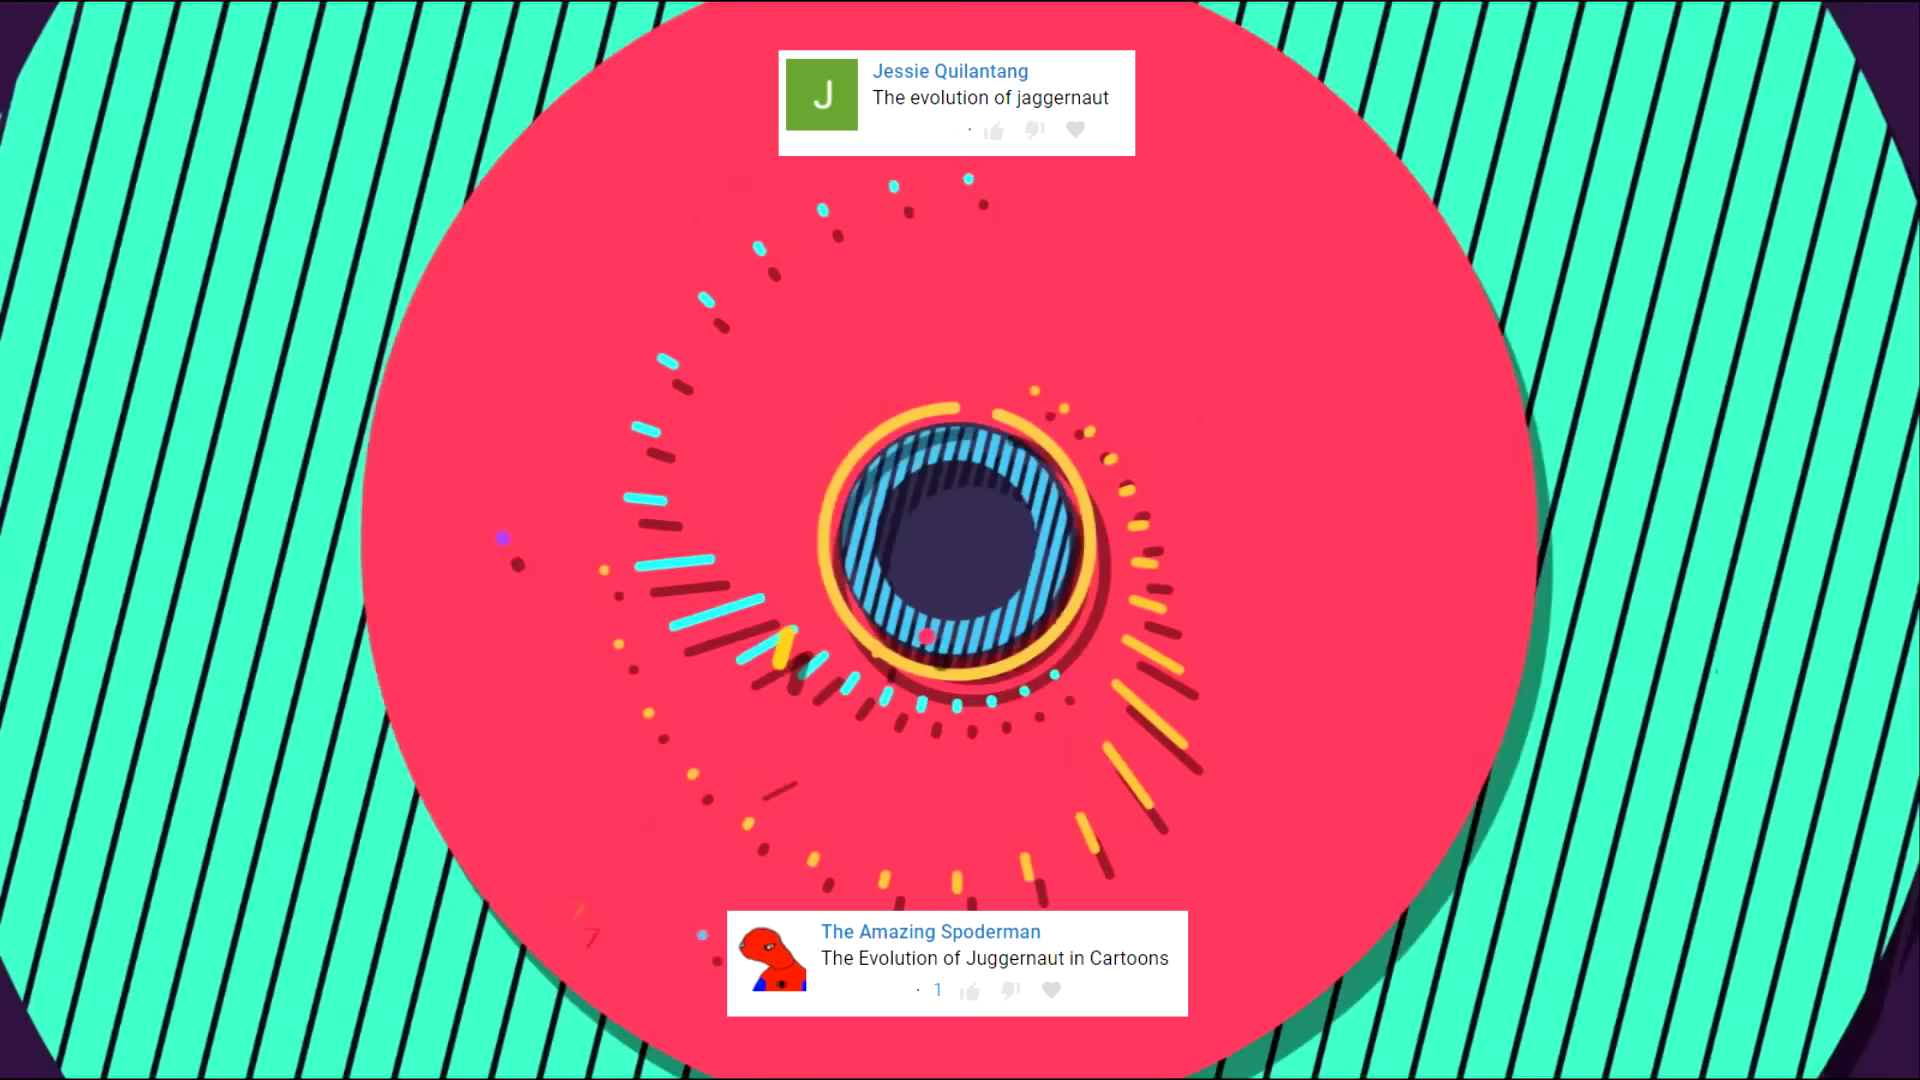 J
Jessie Quilantang
The evolution of jaggernaut
The Amazing Spoderman
The Evolution of Juggernaut in Cartoons
1